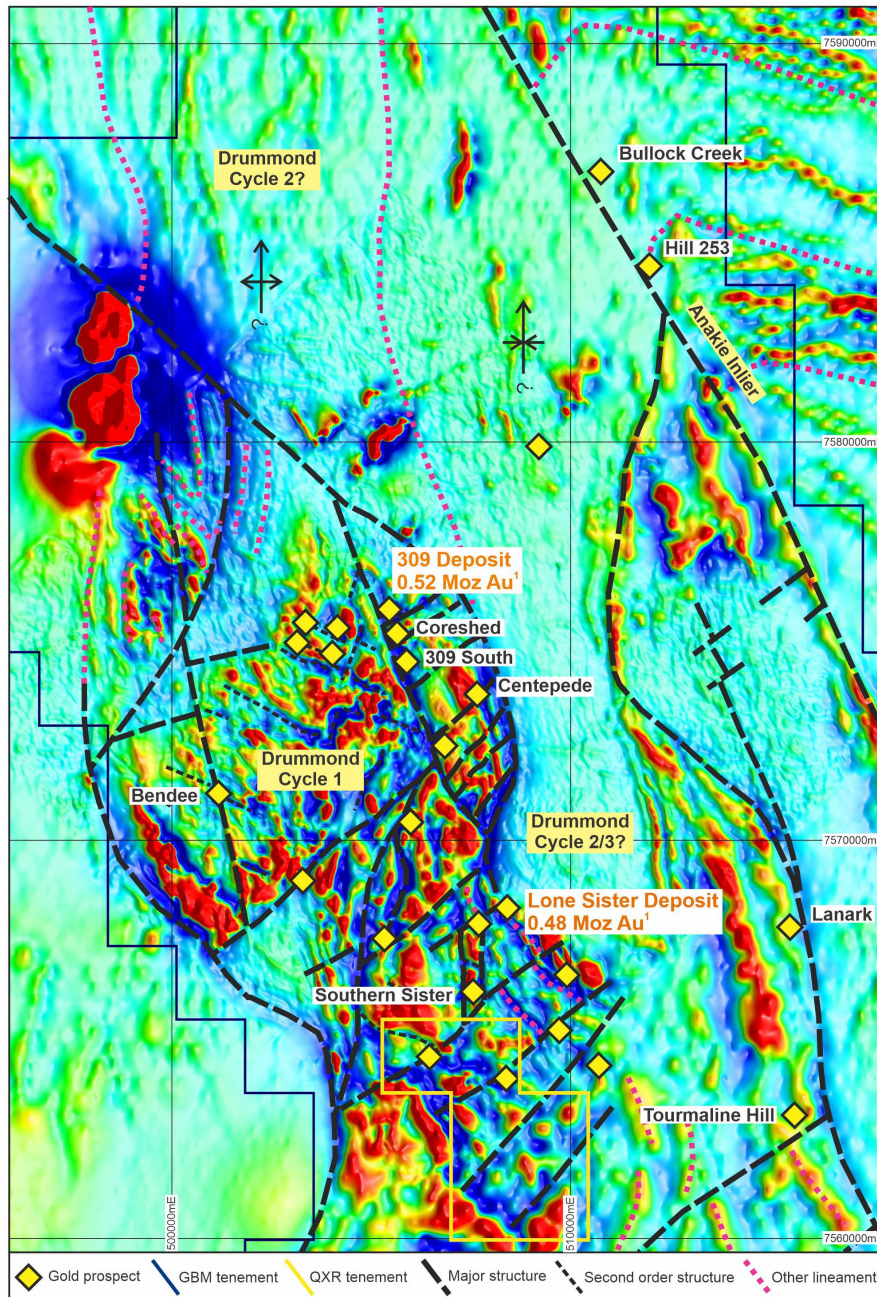 7590000m
Bullock Creek
Drummond
Cycle 2?
Hill 253
?
?
Anakie Inlier
7580000m
309 Deposit
0.52 Moz Au¹
Coreshed
309 South
Centepede
Drummond
Cycle 1
Bendee
Drummond
Cycle 2/3?
7570000m
Lone Sister Deposit
0.48 Moz Au¹
Lanark
Southern Sister
Tourmaline Hill
500000mE
510000mE
7560000m
Gold prospect
GBM tenement
QXR tenement
Major structure
Second order structure
Other lineament